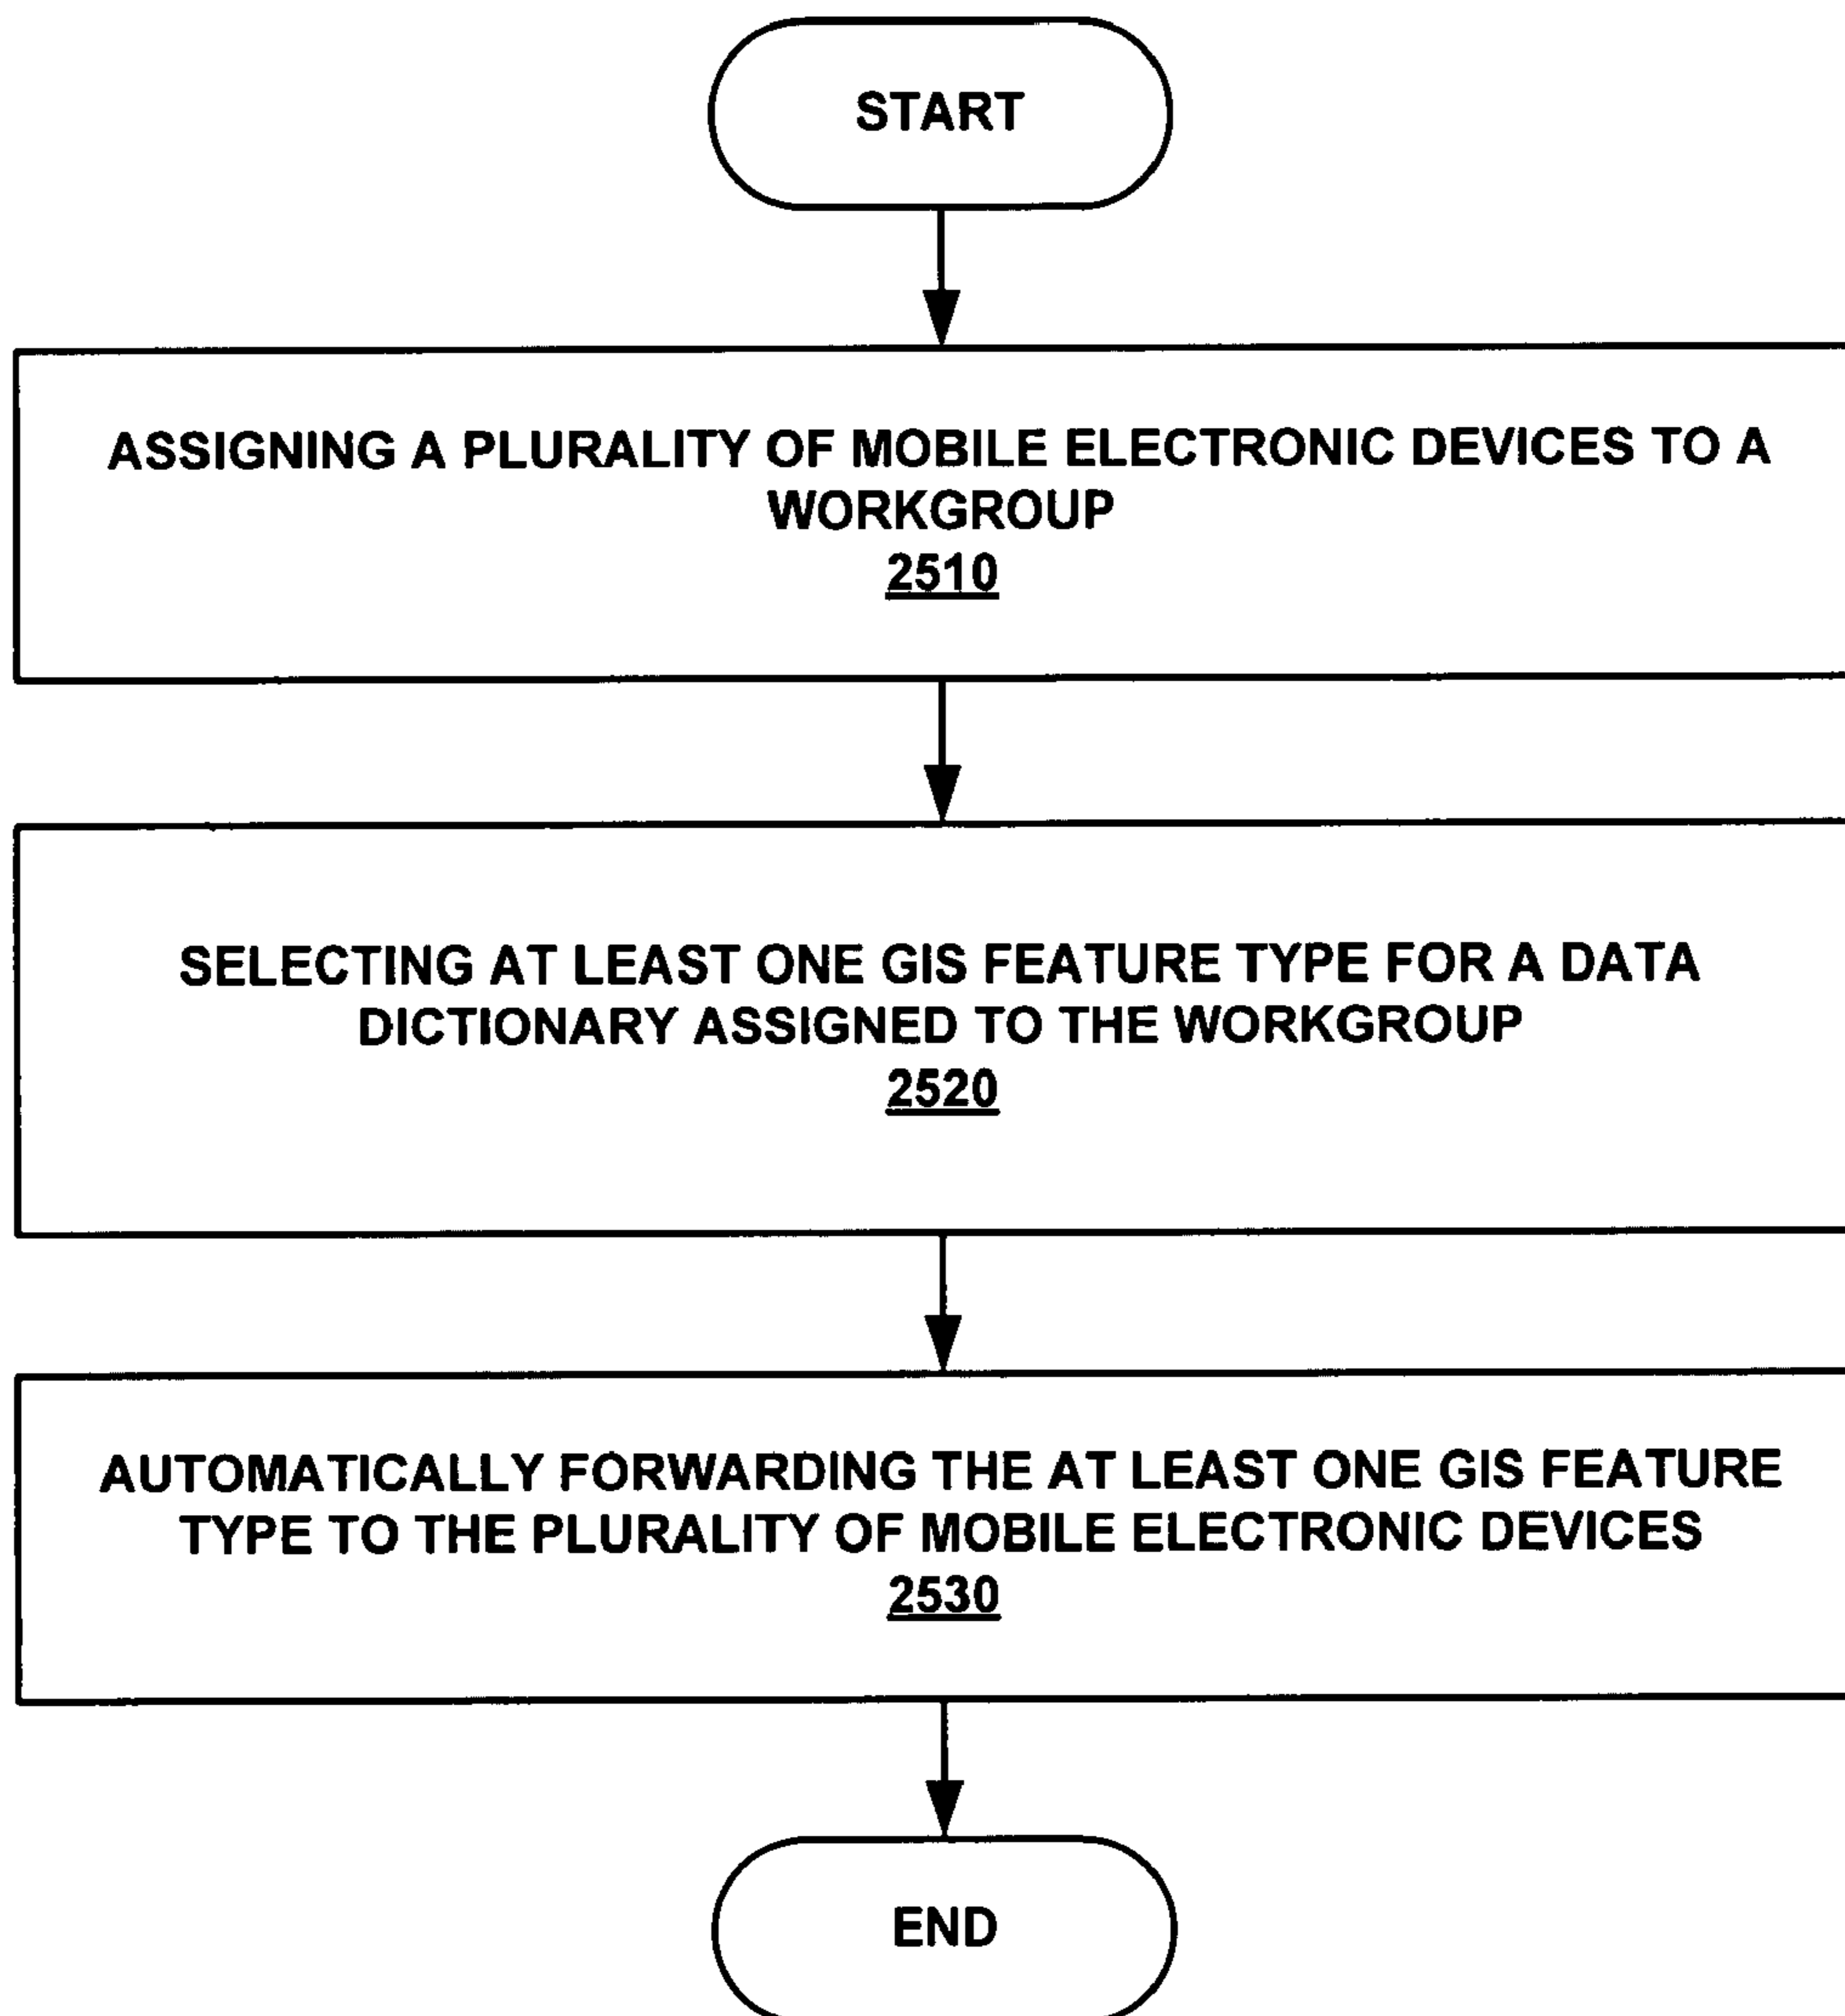 START
ASSIGNING A PLURALITY OF MOBILE ELECTRONIC DEVICES TO A
WORKGROUP
2510
SELECTING AT LEAST ONE GIS FEATURE TYPE FOR A DATA
DICTIONARY ASSIGNED TO THE WORKGROUP
2520
AUTOMATICALLY FORWARDING THE AT LEAST ONE GIS FEATURE
TYPE TO THE PLURALITY OF MOBILE ELECTRONIC DEVICES
2530
END